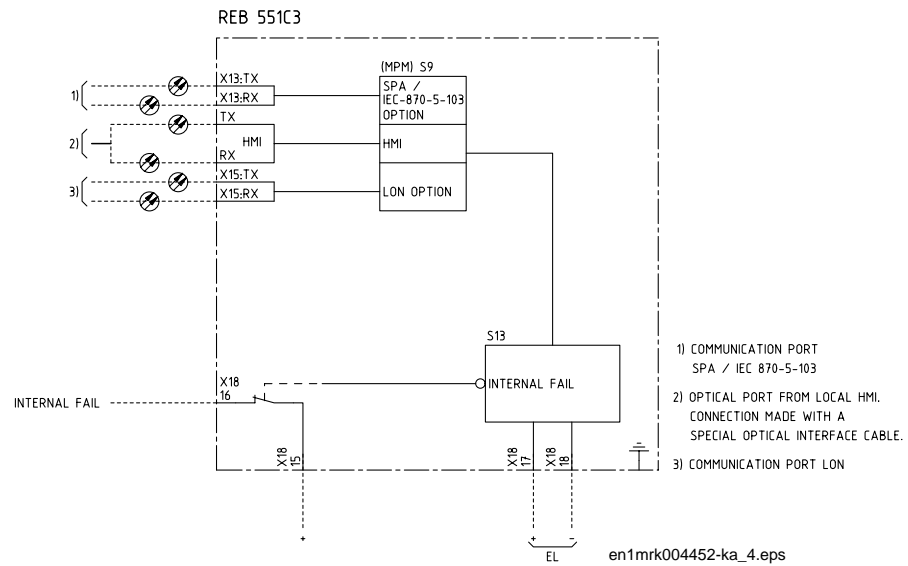 REB 551C3
(MPM) S9
X13:TX
X13:RX
SPA /
IEC-870-5-103
OPTION
1)
TX
HMI
RX
HMI
2)
X15:TX
X15:RX
LON OPTION
3)
S13
INTERNAL FAIL
X18
16
INTERNAL FAIL
X18
15
X18
17
X18
18
+
+
-
EL
1) COMMUNICATION PORT
SPA / IEC 870-5-103
2) OPTICAL PORT FROM LOCAL HMI.
CONNECTION MADE WITH A
SPECIAL OPTICAL INTERFACE CABLE.
3) COMMUNICATION PORT LON
en1mrk004452-ka_4.eps